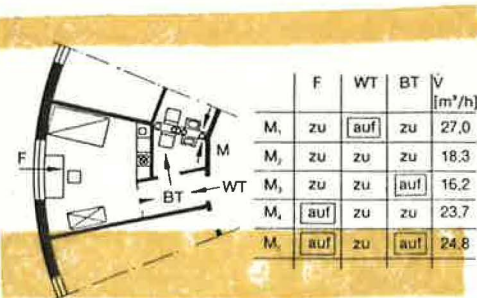 F
M
BT
WT
F WT BT V̇
[m³/h]
M₁ zu auf zu 27,0
M₂ zu zu zu 18,3
M₃ zu zu auf 16,2
M₄ auf zu zu 23,7
M₅ auf zu auf 24,8